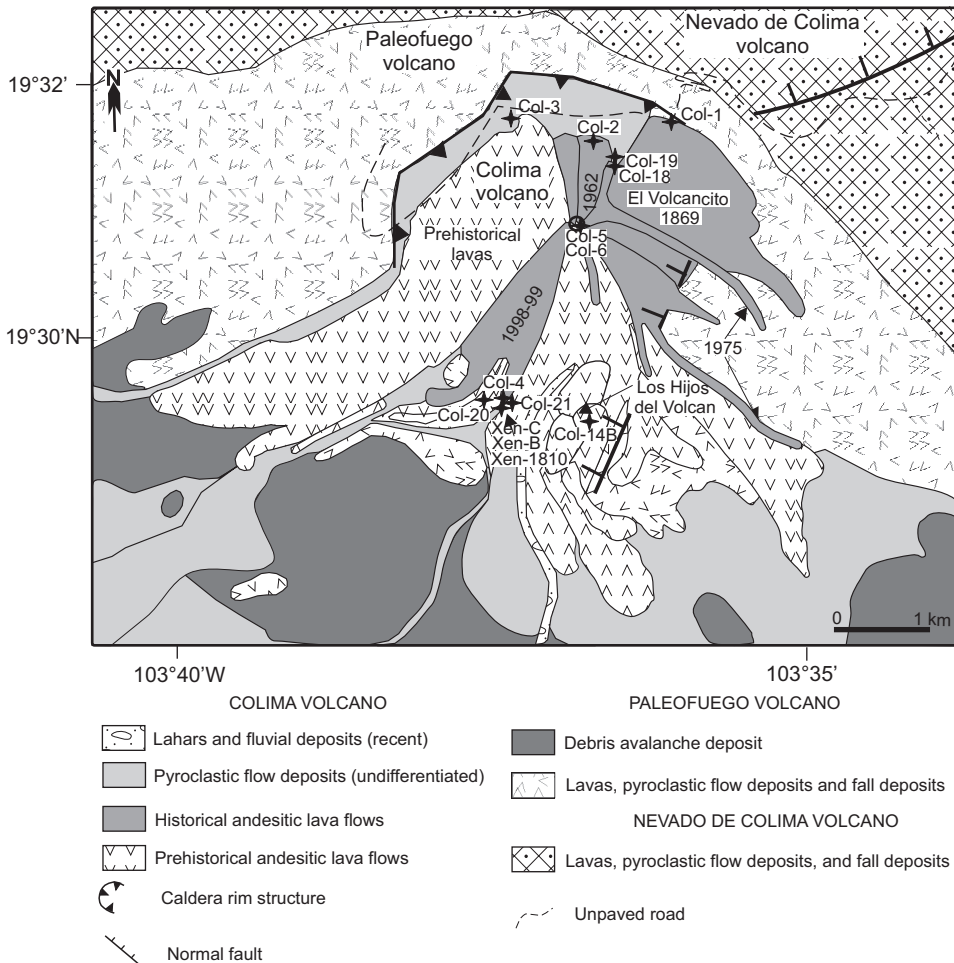 Nevado de Colima
volcano
Paleofuego
volcano
19°32'
N
Col-3
Col-1
Col-2
Col-19
Col-18
Colima
volcano
1962
El Volcancito
1869
Prehistorical
lavas
Col-5
Col-6
1998-99
19°30'N
1975
Col-4
Col-21
Col-20
Los Hijos
del Volcan
Col-14B
Xen-C
Xen-B
Xen-1810
0 1 km
103°40'W
103°35'
COLIMA VOLCANO
Lahars and fluvial deposits (recent)
Pyroclastic flow deposits (undifferentiated)
Historical andesitic lava flows
Prehistorical andesitic lava flows
Caldera rim structure
Normal fault
PALEOFUEGO VOLCANO
Debris avalanche deposit
Lavas, pyroclastic flow deposits and fall deposits
NEVADO DE COLIMA VOLCANO
Lavas, pyroclastic flow deposits, and fall deposits
Unpaved road